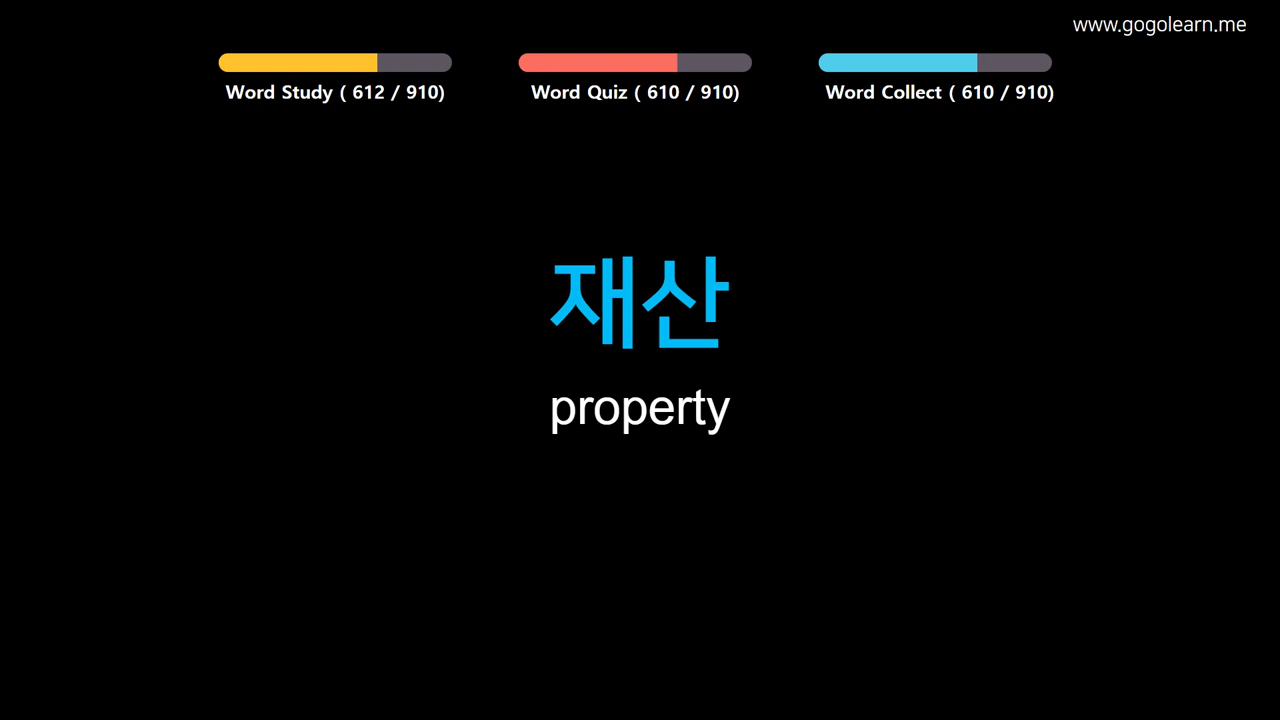 www.gogolearn.me
Word Study ( 612 / 910)
Word Quiz ( 610 / 910)
Word Collect ( 610 / 910)
재산
property